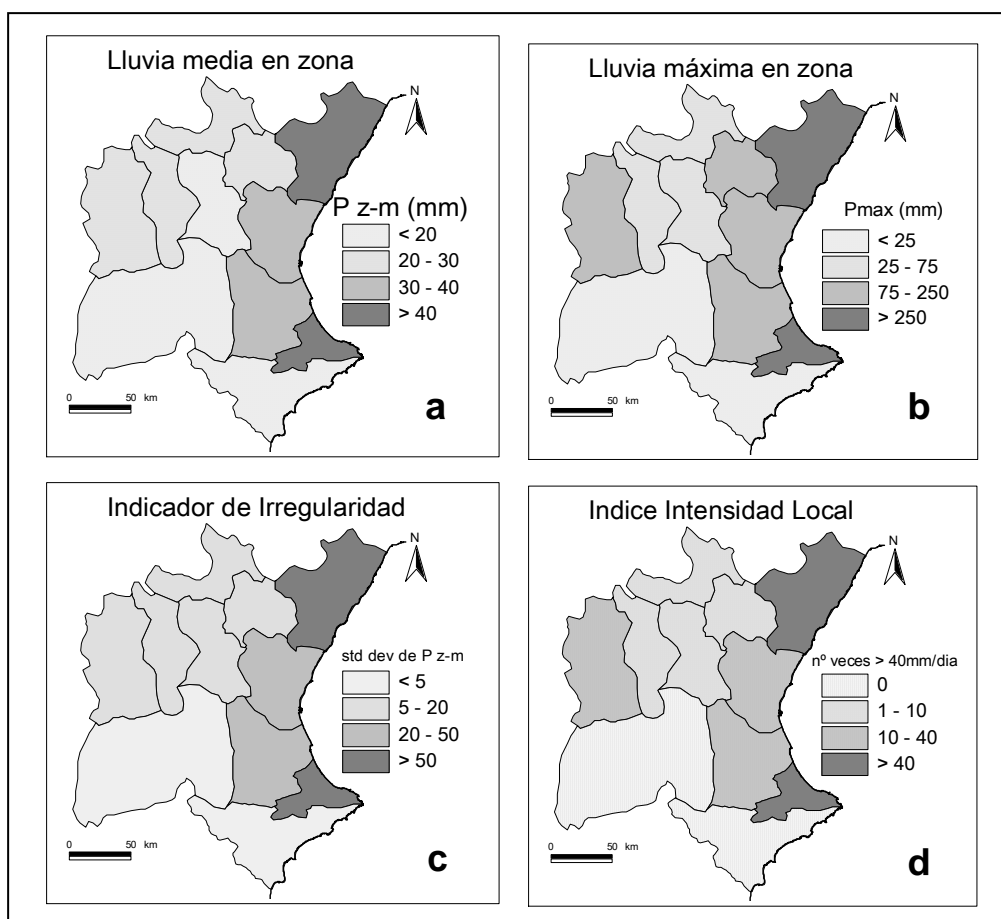 Lluvia media en zona
N
P z-m (mm)
< 20
20 - 30
30 - 40
> 40
0 50 km
a
Lluvia máxima en zona
N
Pmax (mm)
< 25
25 - 75
75 - 250
> 250
0 50 km
b
Indicador de Irregularidad
N
std dev de P z-m
< 5
5 - 20
20 - 50
> 50
0 50 km
c
Indice Intensidad Local
N
nº veces > 40mm/dia
0
1 - 10
10 - 40
> 40
0 50 km
d